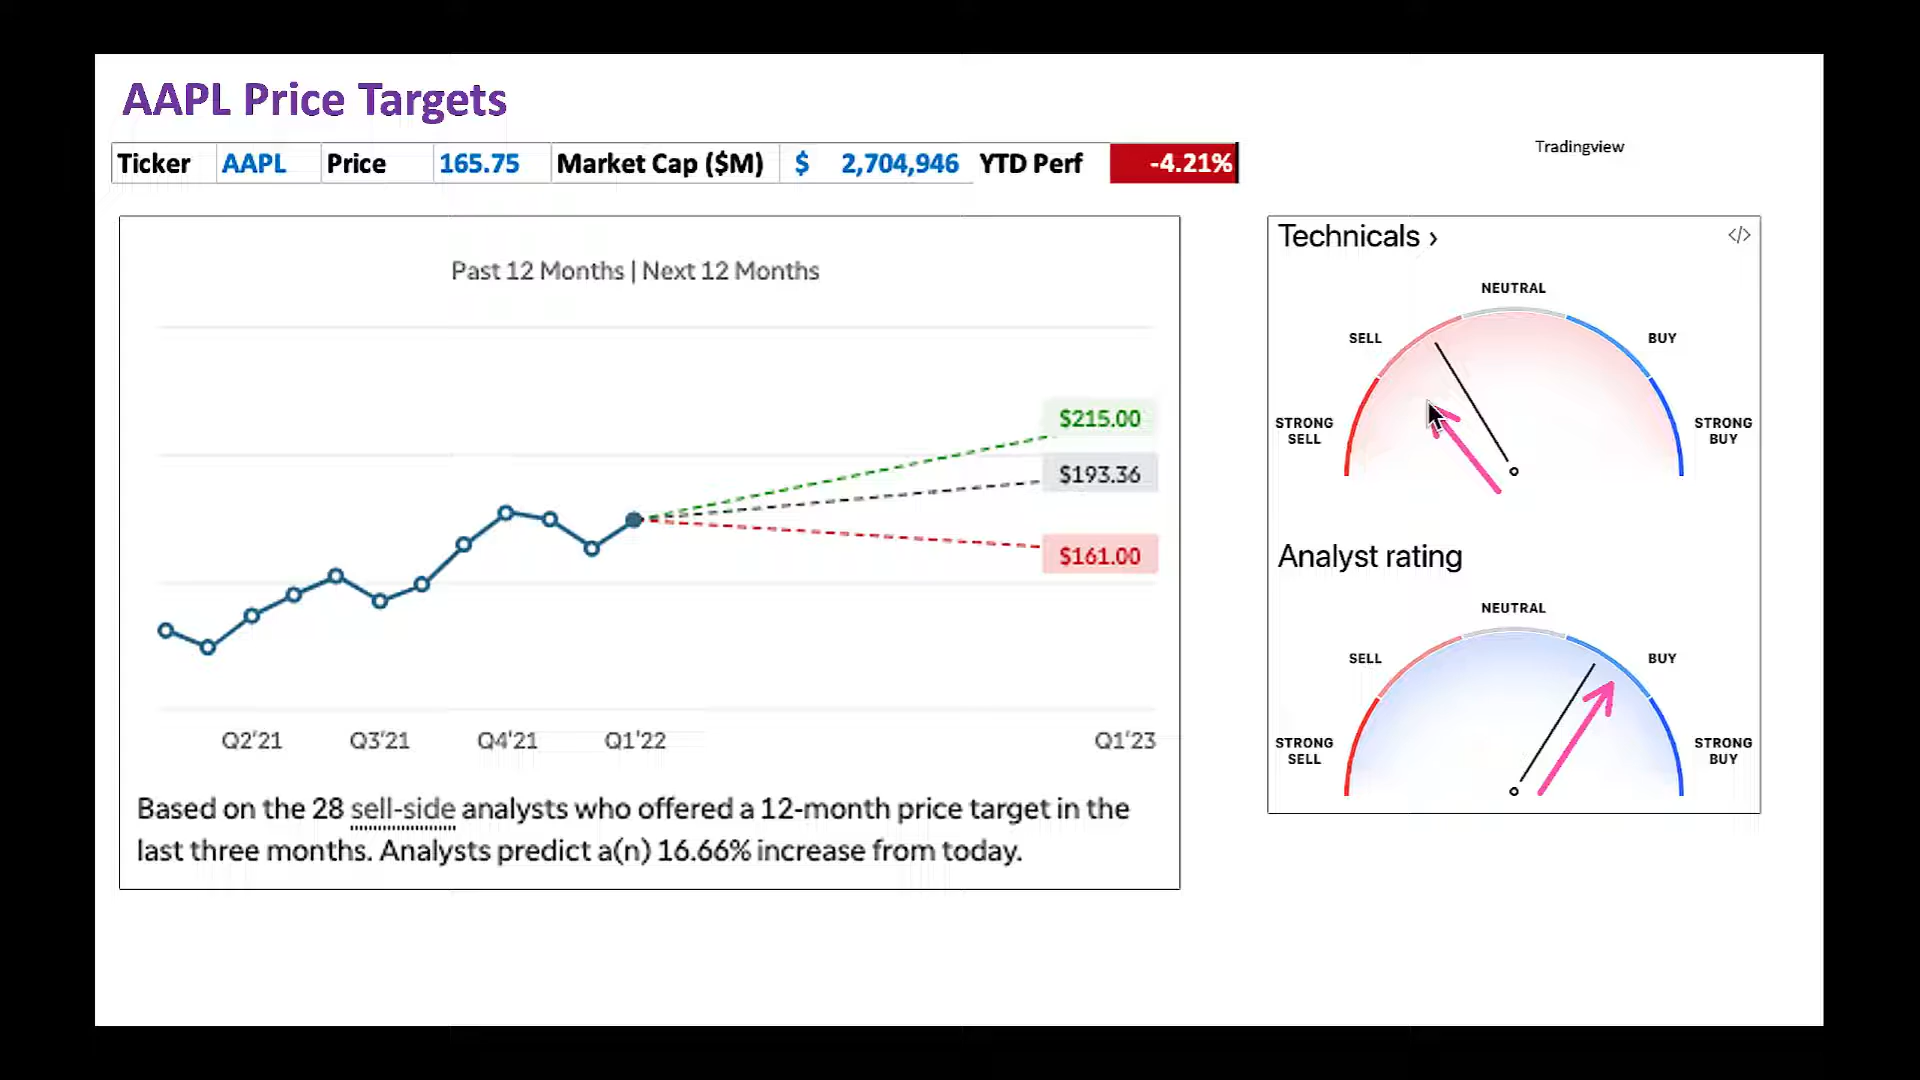 AAPL Price Targets
Ticker AAPL Price 165.75 Market Cap ($M) $ 2,704,946 YTD Perf -4.21%
Tradingview
Past 12 Months | Next 12 Months
$215.00
$193.36
$161.00
Q2'21 Q3'21 Q4'21 Q1'22 Q1'23
Based on the 28 sell-side analysts who offered a 12-month price target in the
last three months. Analysts predict a(n) 16.66% increase from today.
Technicals › </>
NEUTRAL
SELL BUY
STRONG SELL STRONG BUY
Analyst rating
NEUTRAL
SELL BUY
STRONG SELL STRONG BUY